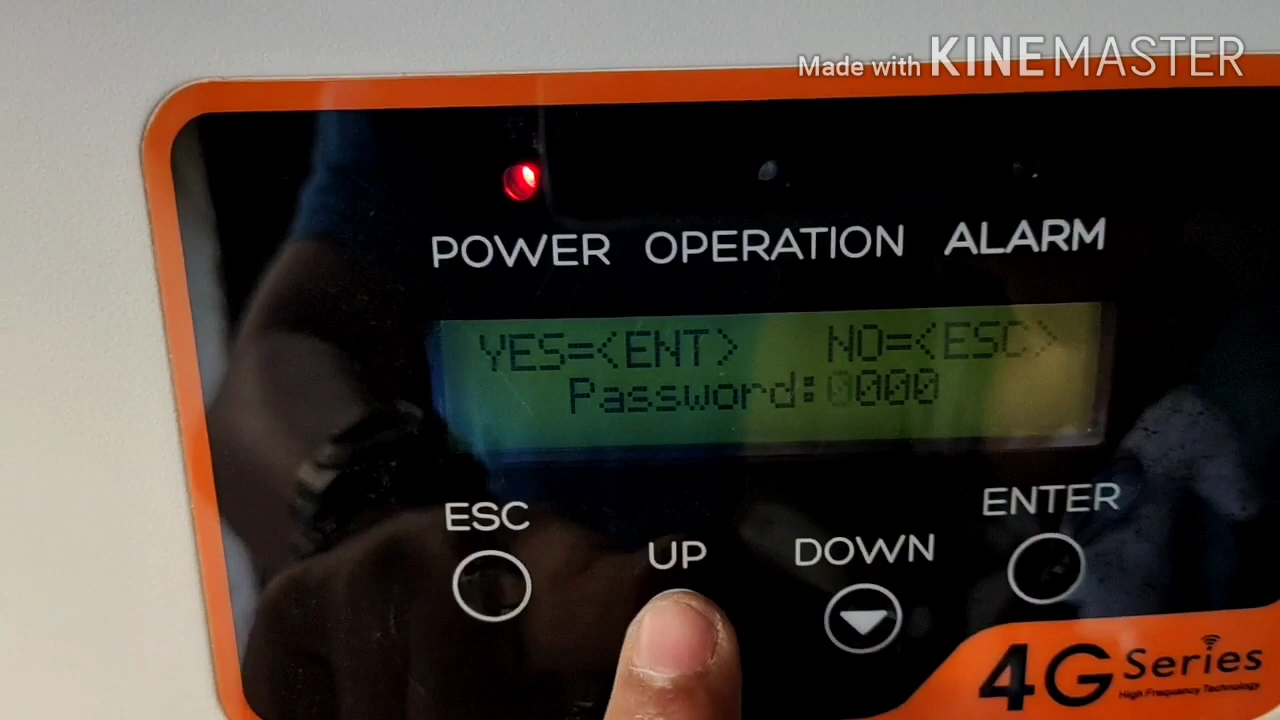 Made with KINEMASTER
POWER OPERATION ALARM
YES=<ENT> NO=<ESC>
Password:0000
ESC UP DOWN ENTER
4G Series
High Frequency Technology